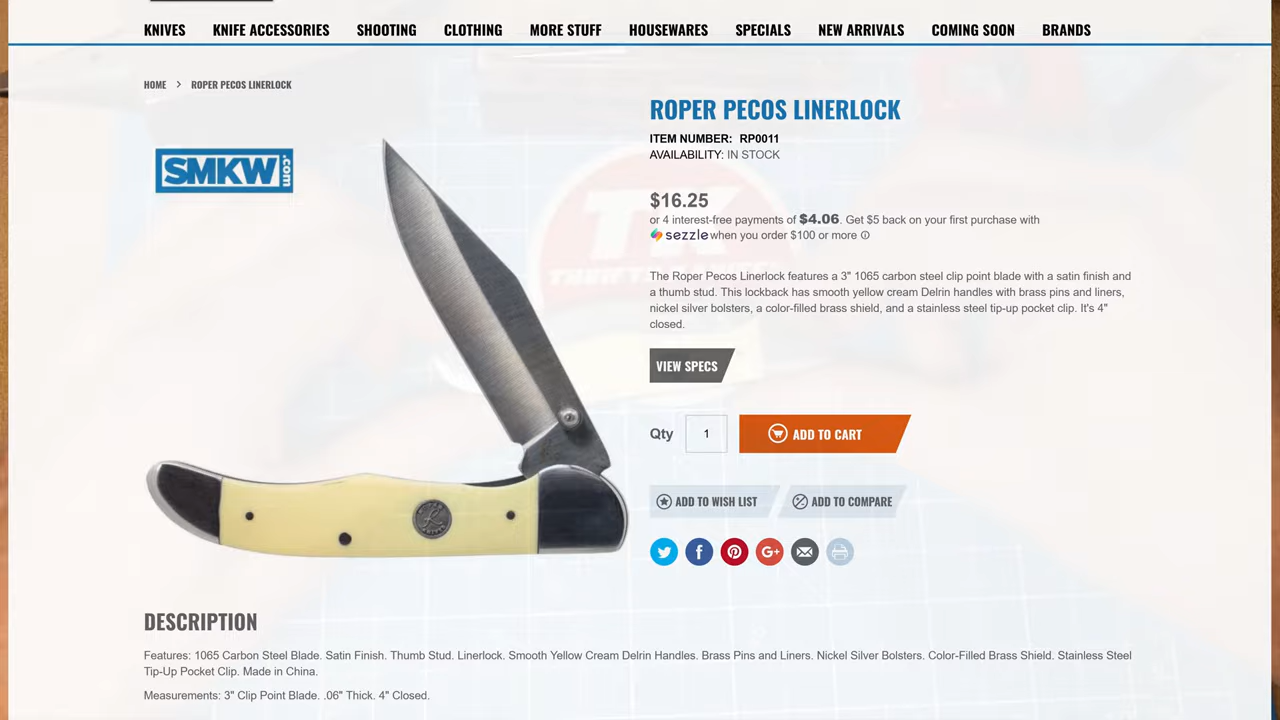 KNIVES KNIFE ACCESSORIES SHOOTING CLOTHING MORE STUFF HOUSEWARES SPECIALS NEW ARRIVALS COMING SOON BRANDS
HOME > ROPER PECOS LINERLOCK
SMKW.com
ROPER PECOS LINERLOCK
ITEM NUMBER: RP0011
AVAILABILITY: IN STOCK
$16.25
or 4 interest-free payments of $4.06. Get $5 back on your first purchase with
sezzle when you order $100 or more
The Roper Pecos Linerlock features a 3" 1065 carbon steel clip point blade with a satin finish and
a thumb stud. This lockback has smooth yellow cream Delrin handles with brass pins and liners,
nickel silver bolsters, a color-filled brass shield, and a stainless steel tip-up pocket clip. It's 4"
closed.
VIEW SPECS
Qty 1 ADD TO CART
ADD TO WISH LIST ADD TO COMPARE
DESCRIPTION
Features: 1065 Carbon Steel Blade. Satin Finish. Thumb Stud. Linerlock. Smooth Yellow Cream Delrin Handles. Brass Pins and Liners. Nickel Silver Bolsters. Color-Filled Brass Shield. Stainless Steel
Tip-Up Pocket Clip. Made in China.
Measurements: 3" Clip Point Blade. .06" Thick. 4" Closed.